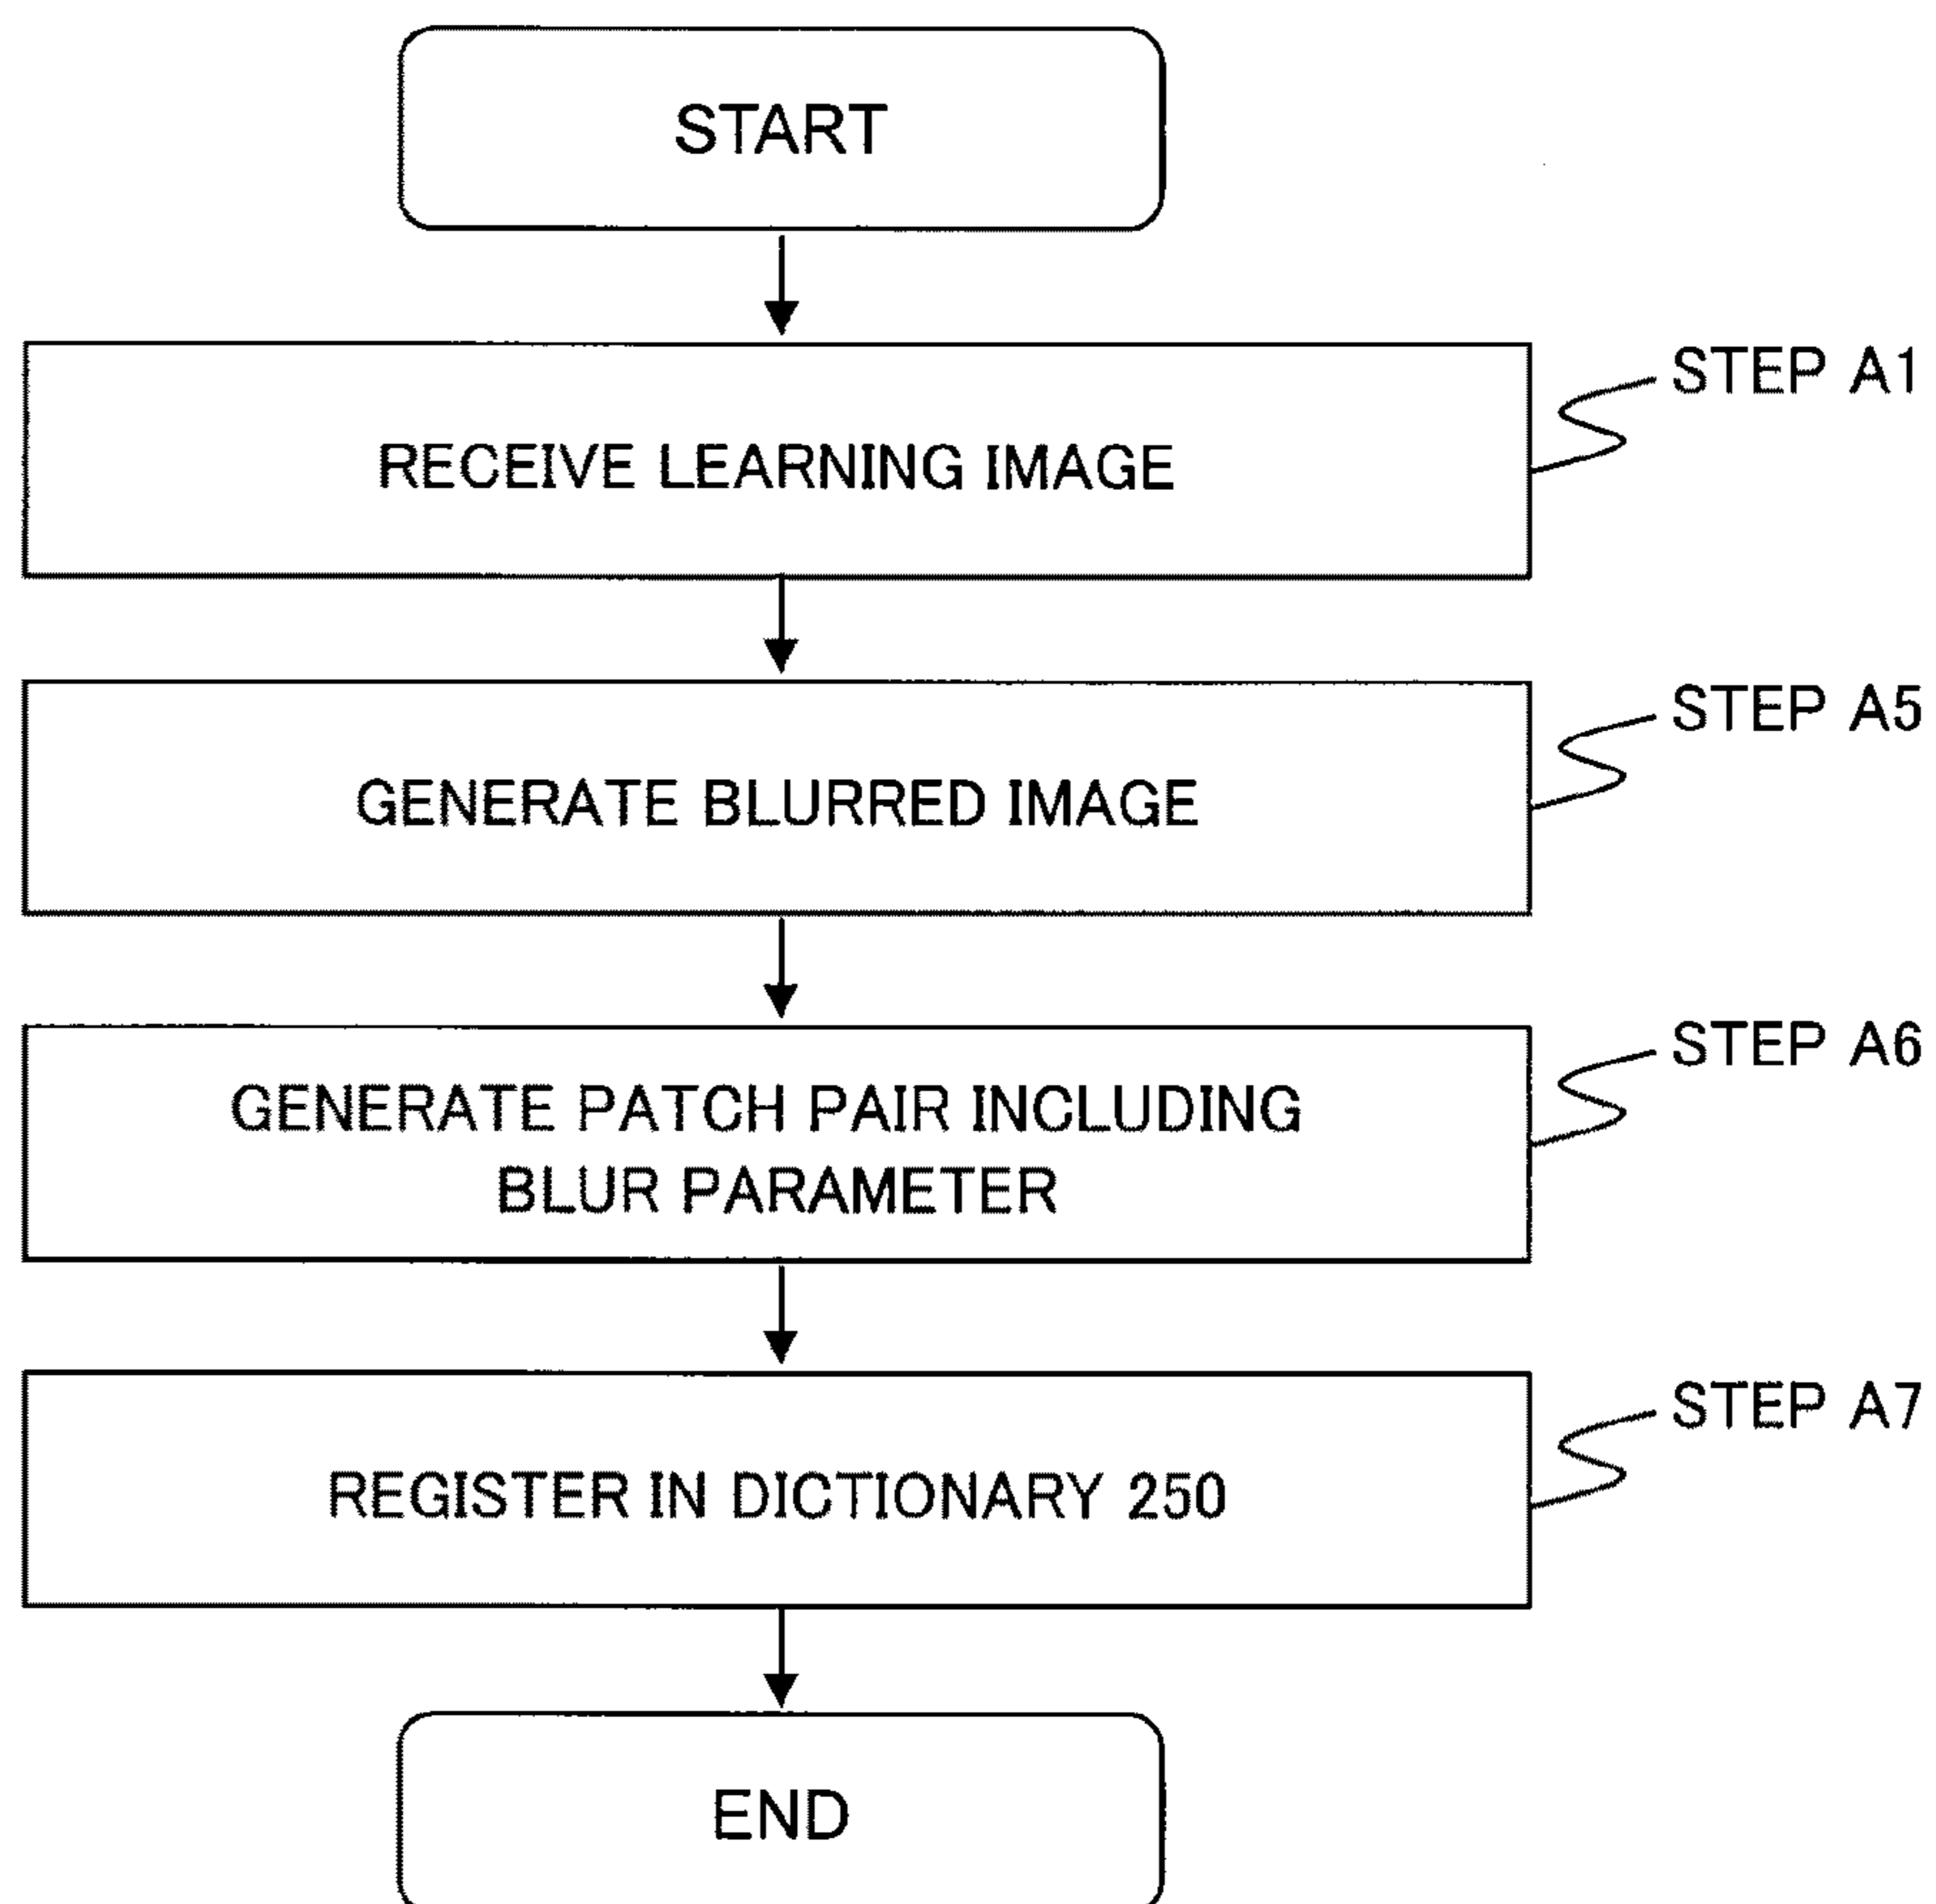 START
RECEIVE LEARNING IMAGE
STEP A1
GENERATE BLURRED IMAGE
STEP A5
GENERATE PATCH PAIR INCLUDING
BLUR PARAMETER
STEP A6
REGISTER IN DICTIONARY 250
STEP A7
END